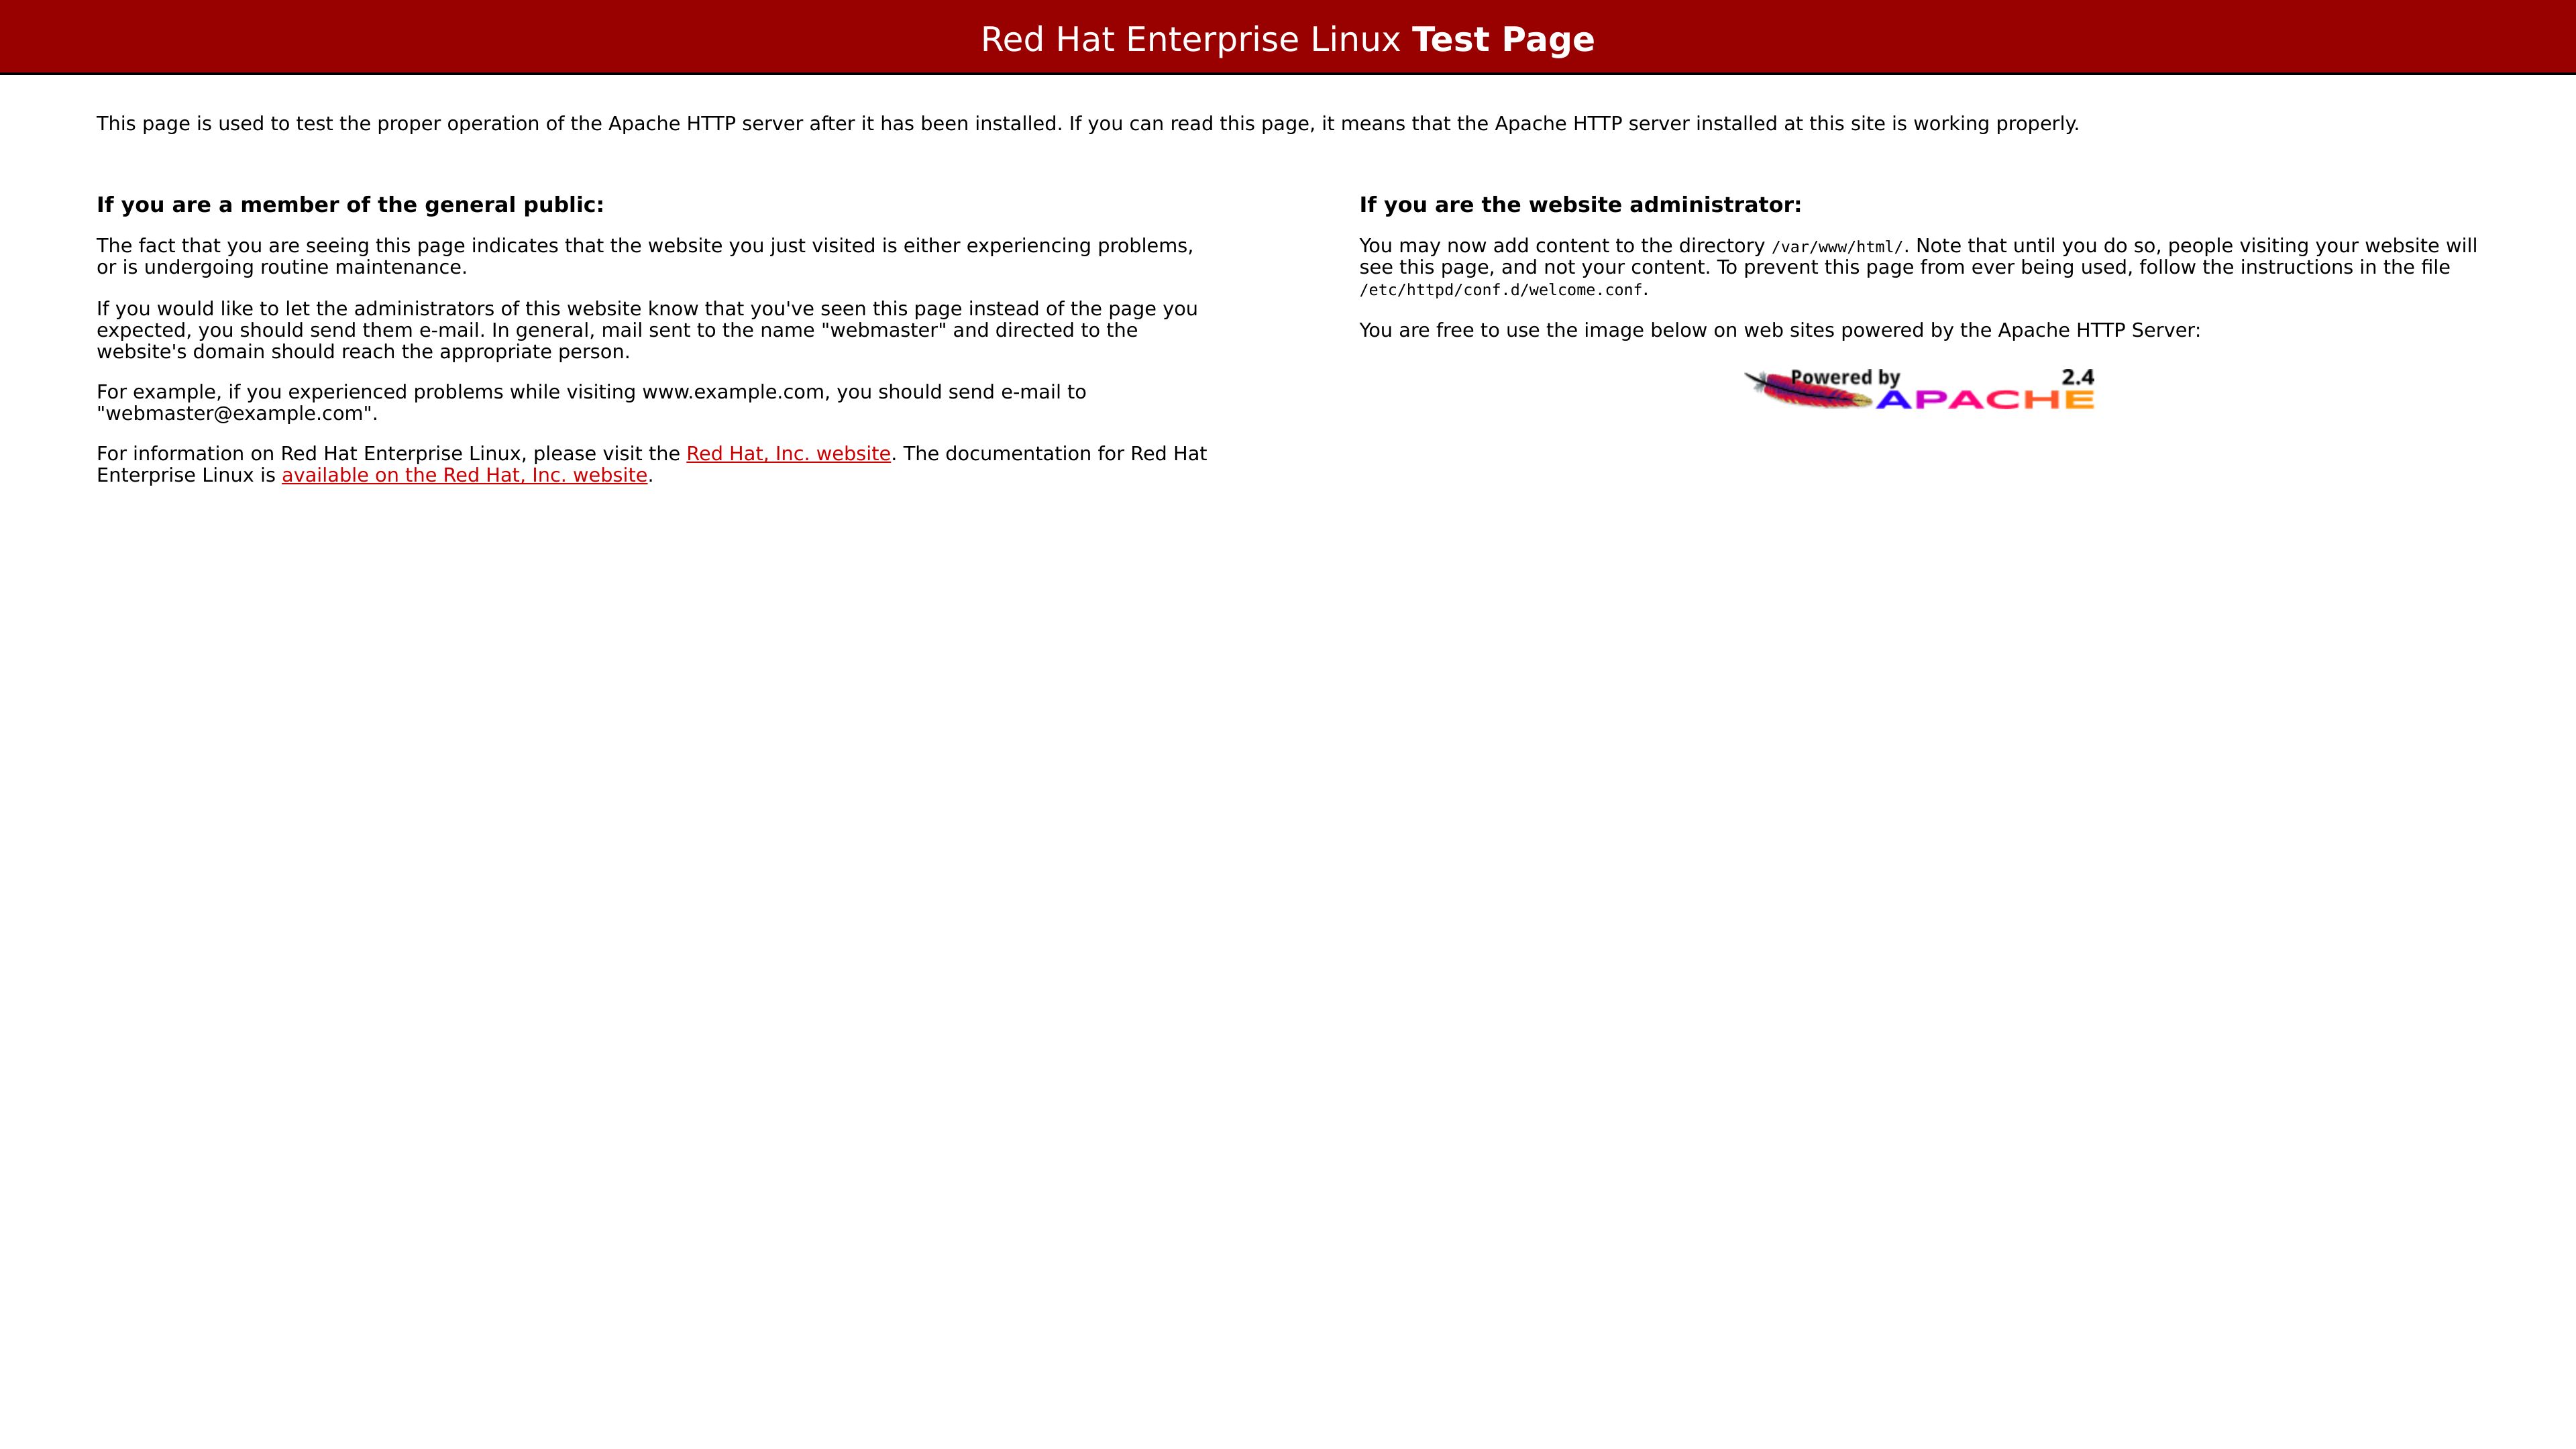 Red Hat Enterprise Linux Test Page
This page is used to test the proper operation of the Apache HTTP server after it has been installed. If you can read this page, it means that the Apache HTTP server installed at this site is working properly.
If you are a member of the general public:
The fact that you are seeing this page indicates that the website you just visited is either experiencing problems,
or is undergoing routine maintenance.
If you would like to let the administrators of this website know that you've seen this page instead of the page you
expected, you should send them e-mail. In general, mail sent to the name "webmaster" and directed to the
website's domain should reach the appropriate person.
For example, if you experienced problems while visiting www.example.com, you should send e-mail to
"webmaster@example.com".
For information on Red Hat Enterprise Linux, please visit the Red Hat, Inc. website. The documentation for Red Hat
Enterprise Linux is available on the Red Hat, Inc. website.
If you are the website administrator:
You may now add content to the directory /var/www/html/. Note that until you do so, people visiting your website will
see this page, and not your content. To prevent this page from ever being used, follow the instructions in the file
/etc/httpd/conf.d/welcome.conf.
You are free to use the image below on web sites powered by the Apache HTTP Server:
Powered by 2.4
APACHE